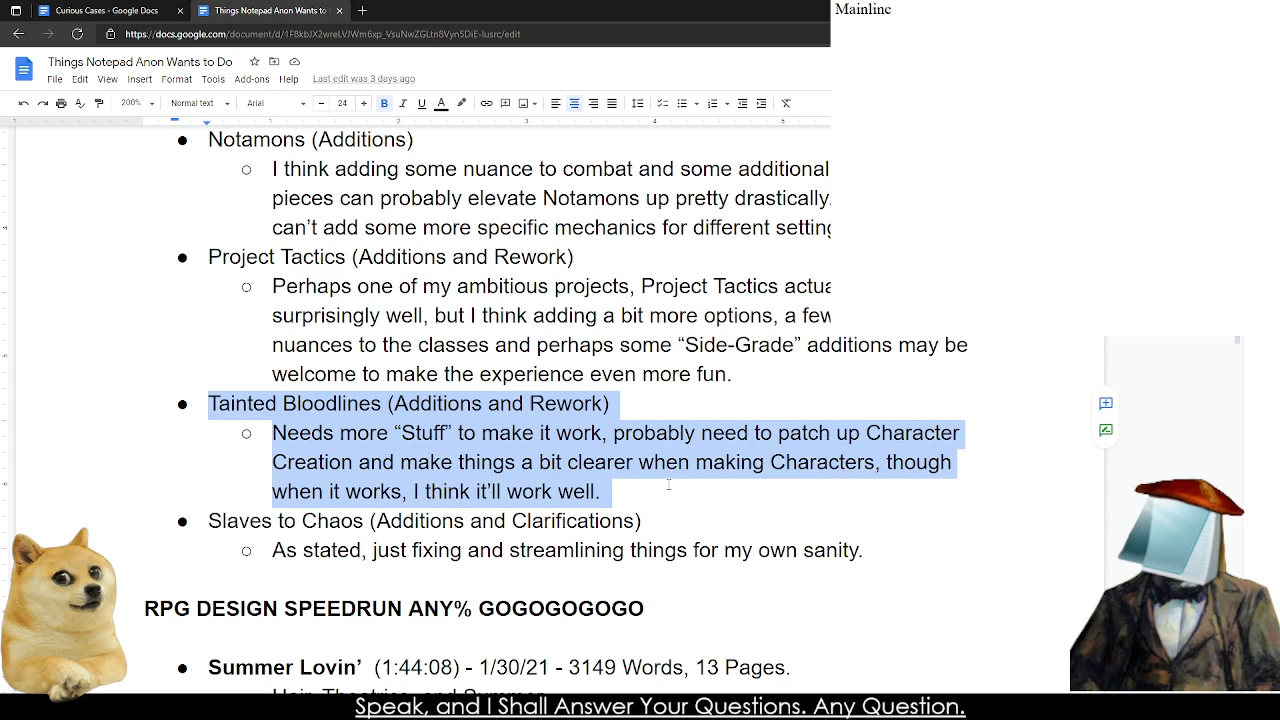 Curious Cases - Google Docs
Things Notepad Anon Wants to
Mainline
https://docs.google.com/document/d/1F8kbJX2wreLVJWm6xp_VsuNwZGLtn8Vyn5DiE-lusrc/edit
Things Notepad Anon Wants to Do
File Edit View Insert Format Tools Add-ons Help Last edit was 3 days ago
200% Normal text Arial 24 B I U A
1 1 2 3 4 5
● Notamons (Additions)
○ I think adding some nuance to combat and some additional
pieces can probably elevate Notamons up pretty drastically.
can’t add some more specific mechanics for different setting
● Project Tactics (Additions and Rework)
○ Perhaps one of my ambitious projects, Project Tactics actua
surprisingly well, but I think adding a bit more options, a few
nuances to the classes and perhaps some “Side-Grade” additions may be
welcome to make the experience even more fun.
● Tainted Bloodlines (Additions and Rework)
○ Needs more “Stuff” to make it work, probably need to patch up Character
Creation and make things a bit clearer when making Characters, though
when it works, I think it’ll work well.
● Slaves to Chaos (Additions and Clarifications)
○ As stated, just fixing and streamlining things for my own sanity.
RPG DESIGN SPEEDRUN ANY% GOGOGOGOGO
● Summer Lovin’ (1:44:08) - 1/30/21 - 3149 Words, 13 Pages.
Speak, and I Shall Answer Your Questions. Any Question.